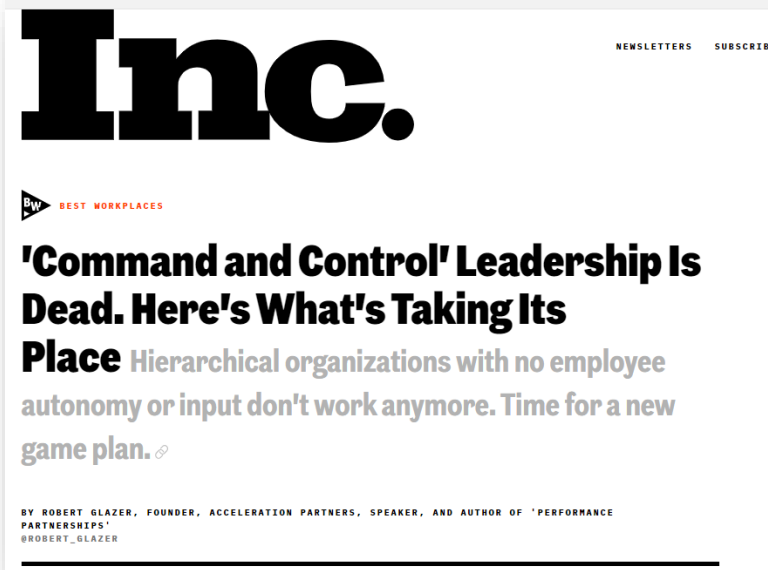 Inc.
NEWSLETTERS SUBSCRIB
BW BEST WORKPLACES
'Command and Control' Leadership Is
Dead. Here's What's Taking Its
Place Hierarchical organizations with no employee
autonomy or input don't work anymore. Time for a new
game plan.
BY ROBERT GLAZER, FOUNDER, ACCELERATION PARTNERS, SPEAKER, AND AUTHOR OF 'PERFORMANCE
PARTNERSHIPS'
@ROBERT_GLAZER